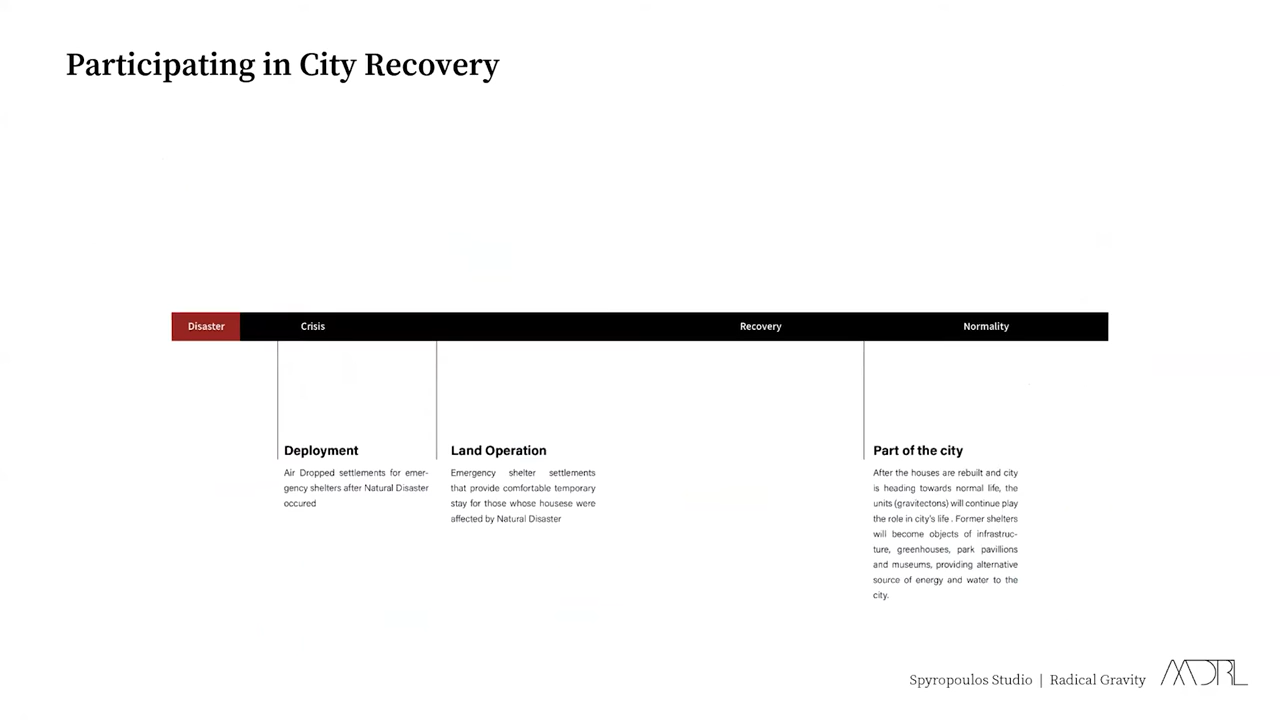 Participating in City Recovery
Disaster
Crisis
Recovery
Normality
Deployment
Air Dropped settlements for emer-
gency shelters after Natural Disaster
occured
Land Operation
Emergency shelter settlements
that provide comfortable temporary
stay for those whose housese were
affected by Natural Disaster
Part of the city
After the houses are rebuilt and city
is heading towards normal life, the
units (gravitectons) will continue play
the role in city's life . Former shelters
will become objects of infrastruc-
ture, greenhouses, park pavillions
and museums, providing alternative
source of energy and water to the
city.
Spyropoulos Studio | Radical Gravity
AADRL